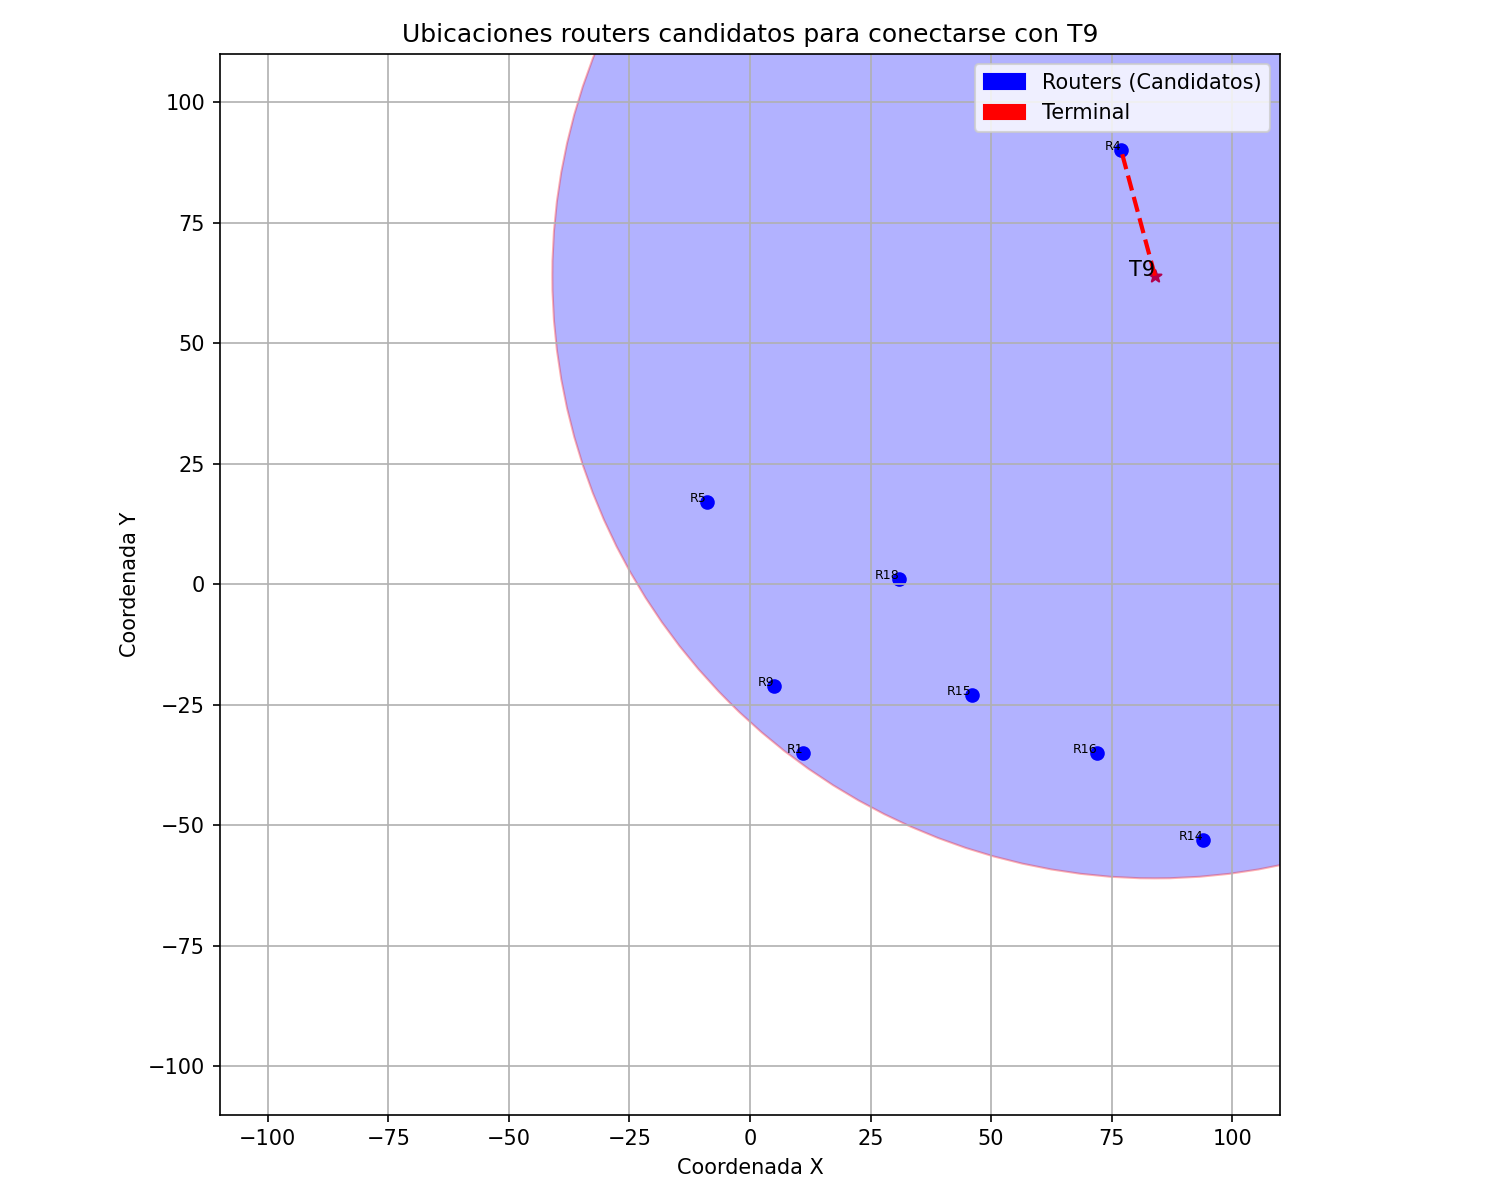 Ubicaciones routers candidatos para conectarse con T9
Routers (Candidatos)
Terminal
R4
T9
R5
R18
R9
R15
R1
R16
R14
Coordenada Y
100
75
50
25
0
−25
−50
−75
−100
−100
−75
−50
−25
0
25
50
75
100
Coordenada X